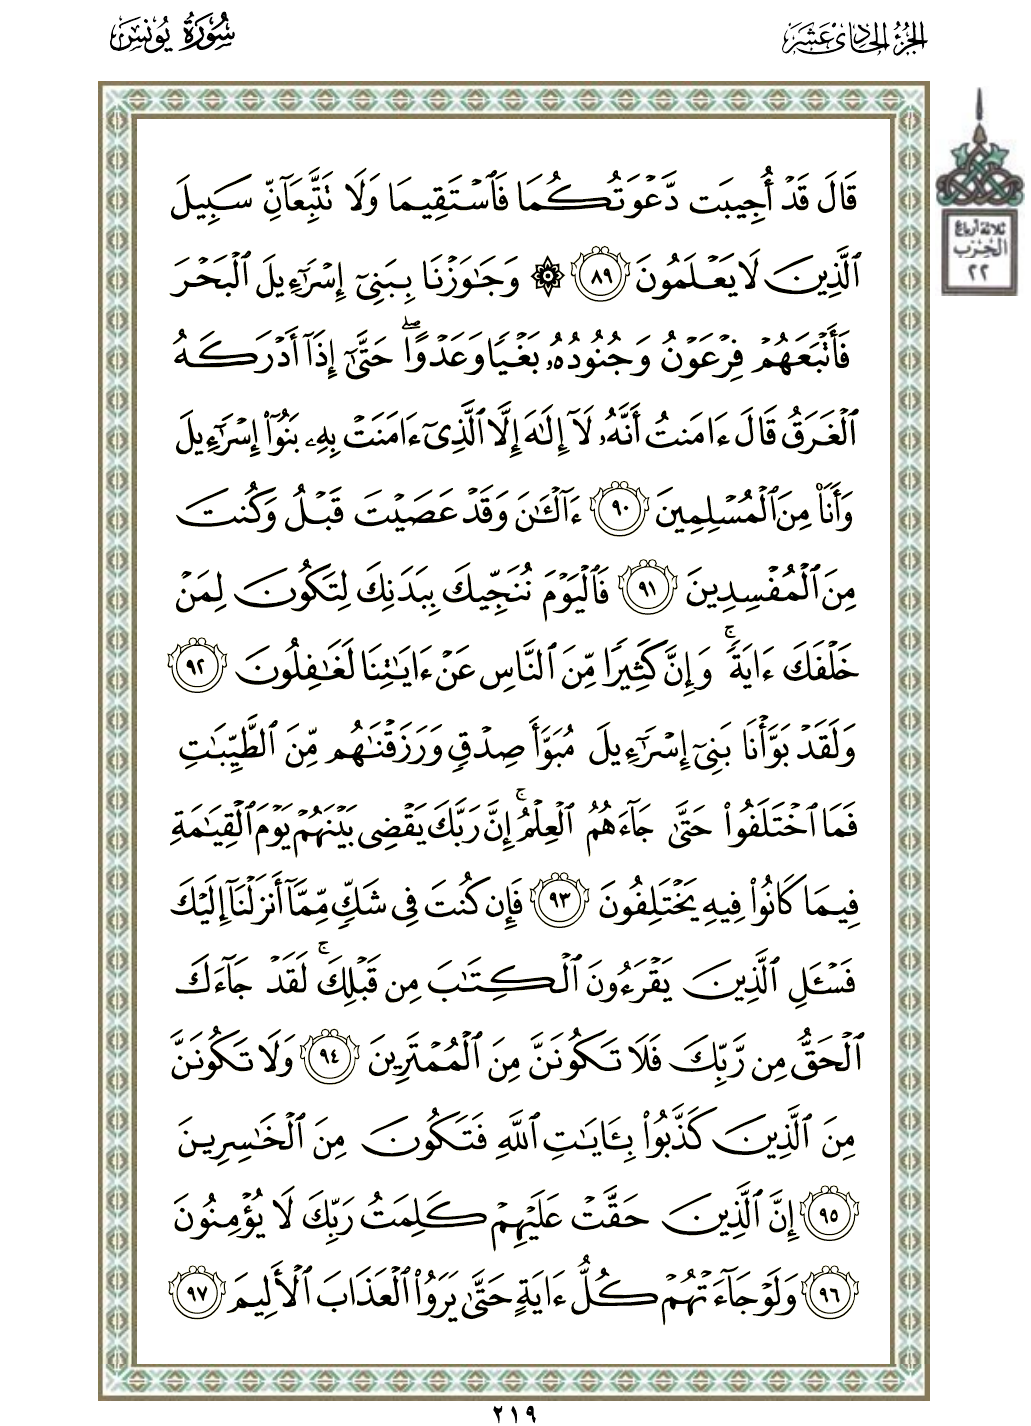 الجزء الحادي عشر
سورة يونس
قَالَ قَدْ أُجِيبَت دَّعْوَتُكُمَا فَٱسْتَقِيمَا وَلَا تَتَّبِعَآنِّ سَبِيلَ
ٱلَّذِينَ لَا يَعْلَمُونَ ٨٩ ۞ وَجَٰوَزْنَا بِبَنِىٓ إِسْرَٰٓءِيلَ ٱلْبَحْرَ
فَأَتْبَعَهُمْ فِرْعَوْنُ وَجُنُودُهُۥ بَغْيًا وَعَدْوًا ۖ حَتَّىٰٓ إِذَآ أَدْرَكَهُ
ٱلْغَرَقُ قَالَ ءَامَنتُ أَنَّهُۥ لَآ إِلَٰهَ إِلَّا ٱلَّذِىٓ ءَامَنَتْ بِهِۦ بَنُوٓا۟ إِسْرَٰٓءِيلَ
وَأَنَا۠ مِنَ ٱلْمُسْلِمِينَ ٩٠ ءَآلْـَٰٔنَ وَقَدْ عَصَيْتَ قَبْلُ وَكُنتَ
مِنَ ٱلْمُفْسِدِينَ ٩١ فَٱلْيَوْمَ نُنَجِّيكَ بِبَدَنِكَ لِتَكُونَ لِمَنْ
خَلْفَكَ ءَايَةً ۚ وَإِنَّ كَثِيرًا مِّنَ ٱلنَّاسِ عَنْ ءَايَٰتِنَا لَغَٰفِلُونَ ٩٢
وَلَقَدْ بَوَّأْنَا بَنِىٓ إِسْرَٰٓءِيلَ مُبَوَّأَ صِدْقٍ وَرَزَقْنَٰهُم مِّنَ ٱلطَّيِّبَٰتِ
فَمَا ٱخْتَلَفُوا۟ حَتَّىٰ جَآءَهُمُ ٱلْعِلْمُ ۚ إِنَّ رَبَّكَ يَقْضِى بَيْنَهُمْ يَوْمَ ٱلْقِيَٰمَةِ
فِيمَا كَانُوا۟ فِيهِ يَخْتَلِفُونَ ٩٣ فَإِن كُنتَ فِى شَكٍّ مِّمَّآ أَنزَلْنَآ إِلَيْكَ
فَسْـَٔلِ ٱلَّذِينَ يَقْرَءُونَ ٱلْكِتَٰبَ مِن قَبْلِكَ ۚ لَقَدْ جَآءَكَ
ٱلْحَقُّ مِن رَّبِّكَ فَلَا تَكُونَنَّ مِنَ ٱلْمُمْتَرِينَ ٩٤ وَلَا تَكُونَنَّ
مِنَ ٱلَّذِينَ كَذَّبُوا۟ بِـَٔايَٰتِ ٱللَّهِ فَتَكُونَ مِنَ ٱلْخَٰسِرِينَ
٩٥ إِنَّ ٱلَّذِينَ حَقَّتْ عَلَيْهِمْ كَلِمَتُ رَبِّكَ لَا يُؤْمِنُونَ
٩٦ وَلَوْ جَآءَتْهُمْ كُلُّ ءَايَةٍ حَتَّىٰ يَرَوُا۟ ٱلْعَذَابَ ٱلْأَلِيمَ ٩٧
ثلاثة أرباع
الحزب
٢٢
٢١٩